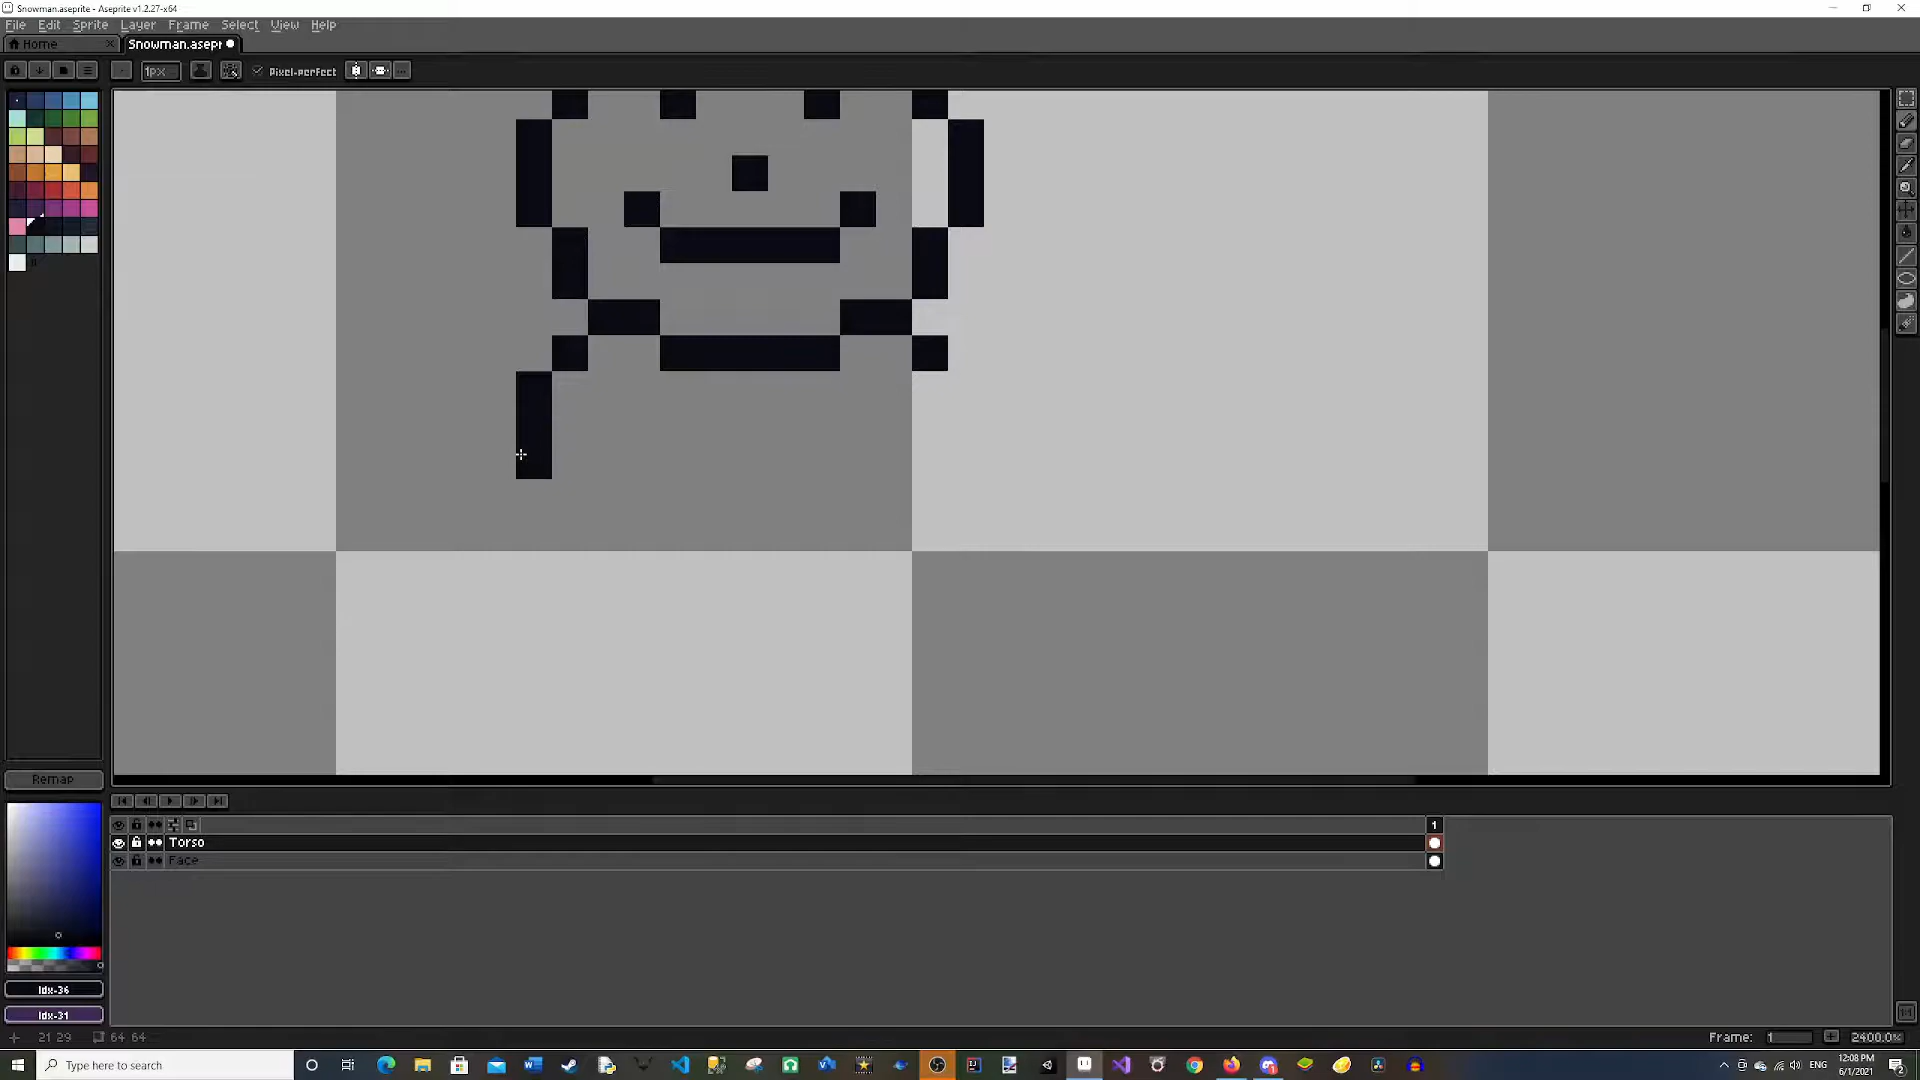 Snowman.aseprite - Aseprite v1.2.27-x64
File Edit Sprite Layer Frame Select View Help
Home
Snowman.asepr
1px
Pixel-perfect
Remap
1
Torso
Face
Idx-36
Idx-31
21 29 64 64
Frame: 1 2400.0%
Type here to search
ENG
12:08 PM
6/1/2021
2